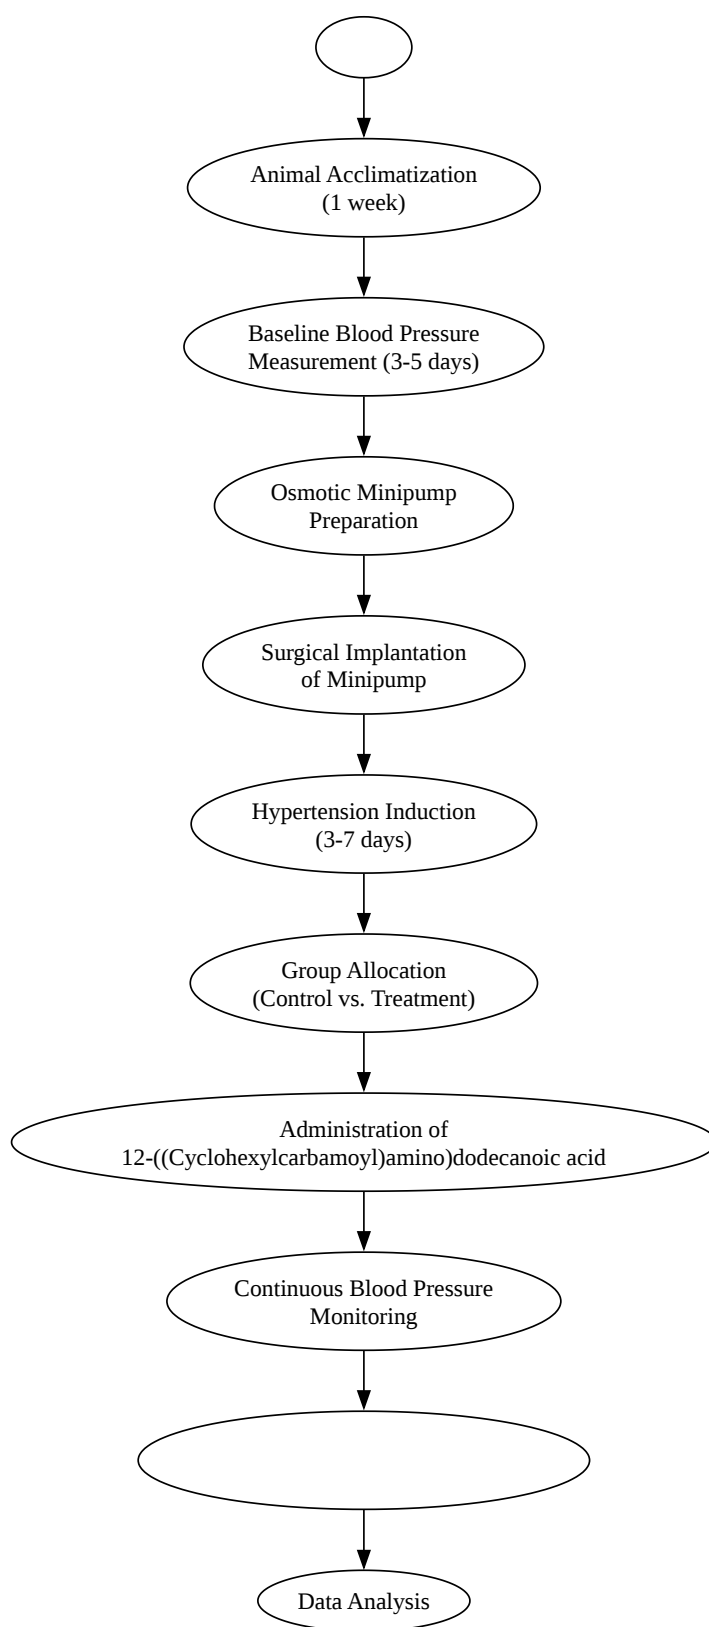 Animal Acclimatization
(1 week)
Baseline Blood Pressure
Measurement (3-5 days)
Osmotic Minipump
Preparation
Surgical Implantation
of Minipump
Hypertension Induction
(3-7 days)
Group Allocation
(Control vs. Treatment)
Administration of
12-((Cyclohexylcarbamoyl)amino)dodecanoic acid
Continuous Blood Pressure
Monitoring
Data Analysis